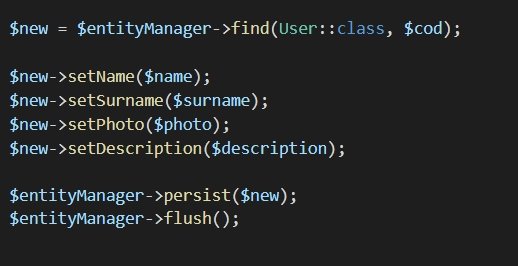 $new = $entityManager->find(User::class, $cod);
$new->setName($name);
$new->setSurname($surname);
$new->setPhoto($photo);
$new->setDescription($description);
$entityManager->persist($new);
$entityManager->flush();